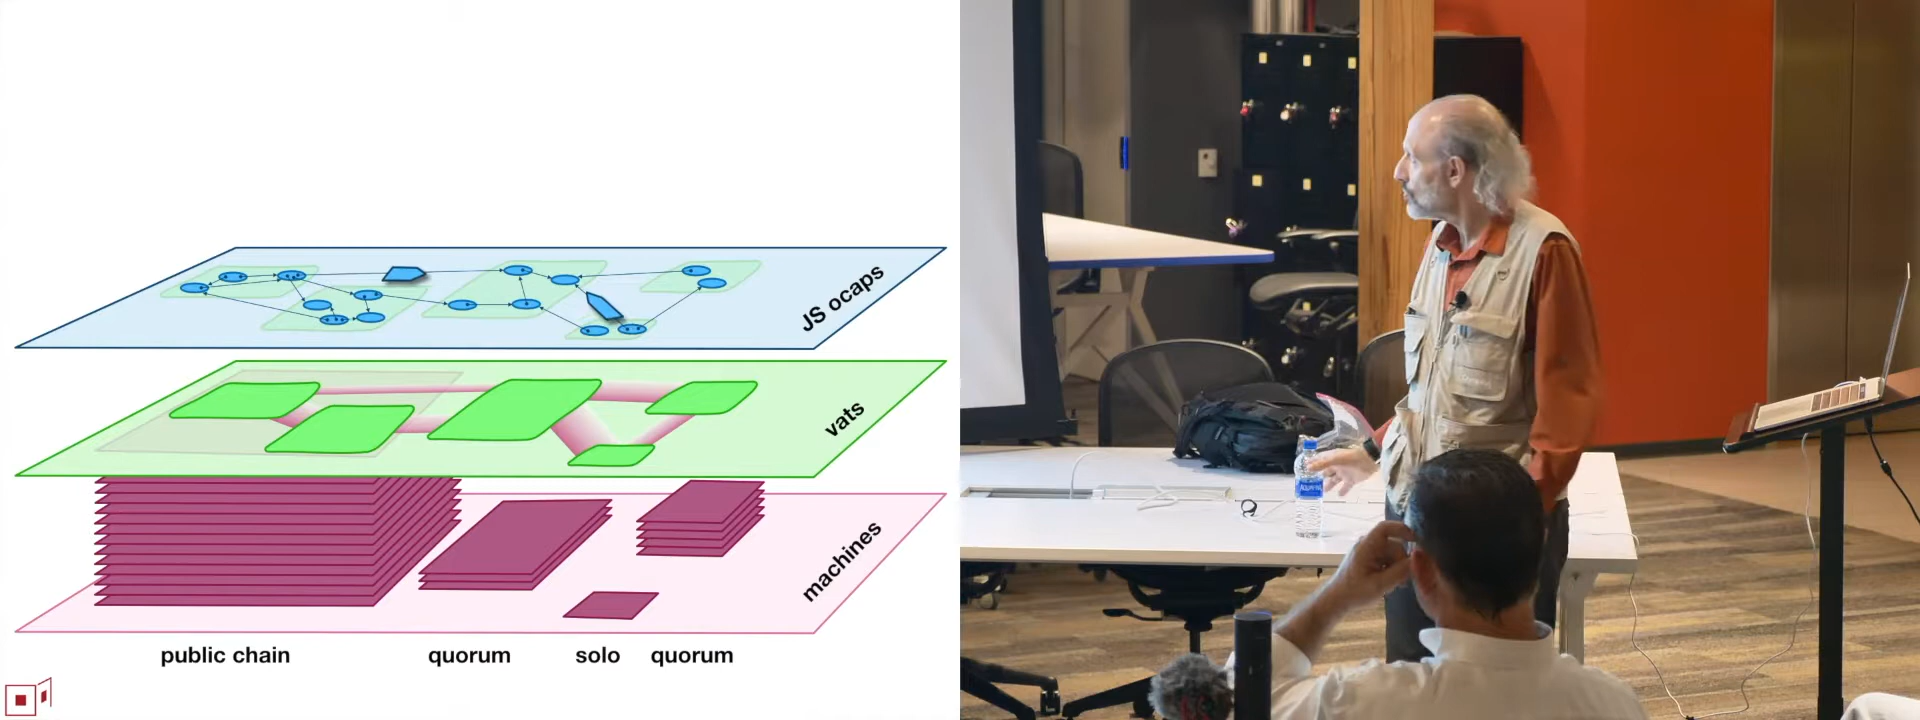 JS ocaps
vats
machines
public chain
quorum
solo
quorum